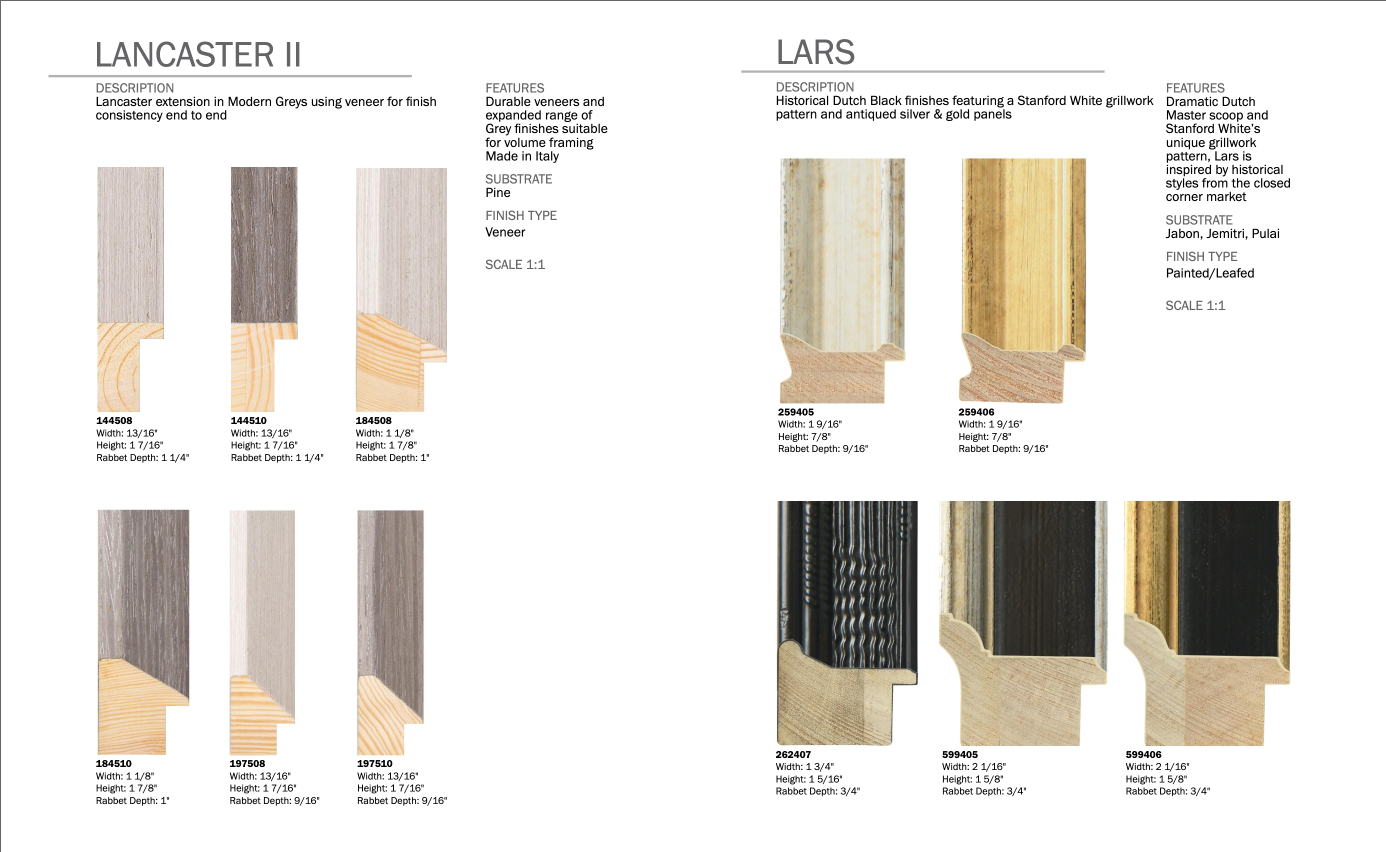 LANCASTER II
DESCRIPTION
Lancaster extension in Modern Greys using veneer for finish
consistency end to end
FEATURES
Durable veneers and
expanded range of
Grey finishes suitable
for volume framing
Made in Italy
SUBSTRATE
Pine
FINISH TYPE
Veneer
SCALE 1:1
144508
Width: 13/16"
Height: 1 7/16"
Rabbet Depth: 1 1/4"
144510
Width: 13/16"
Height: 1 7/16"
Rabbet Depth: 1 1/4"
184508
Width: 1 1/8"
Height: 1 7/8"
Rabbet Depth: 1"
184510
Width: 1 1/8"
Height: 1 7/8"
Rabbet Depth: 1"
197508
Width: 13/16"
Height: 1 7/16"
Rabbet Depth: 9/16"
197510
Width: 13/16"
Height: 1 7/16"
Rabbet Depth: 9/16"
LARS
DESCRIPTION
Historical Dutch Black finishes featuring a Stanford White grillwork
pattern and antiqued silver & gold panels
FEATURES
Dramatic Dutch
Master scoop and
Stanford White's
unique grillwork
pattern, Lars is
inspired by historical
styles from the closed
corner market
SUBSTRATE
Jabon, Jemitri, Pulai
FINISH TYPE
Painted/Leafed
SCALE 1:1
259405
Width: 1 9/16"
Height: 7/8"
Rabbet Depth: 9/16"
259406
Width: 1 9/16"
Height: 7/8"
Rabbet Depth: 9/16"
262407
Width: 1 3/4"
Height: 1 5/16"
Rabbet Depth: 3/4"
599405
Width: 2 1/16"
Height: 1 5/8"
Rabbet Depth: 3/4"
599406
Width: 2 1/16"
Height: 1 5/8"
Rabbet Depth: 3/4"